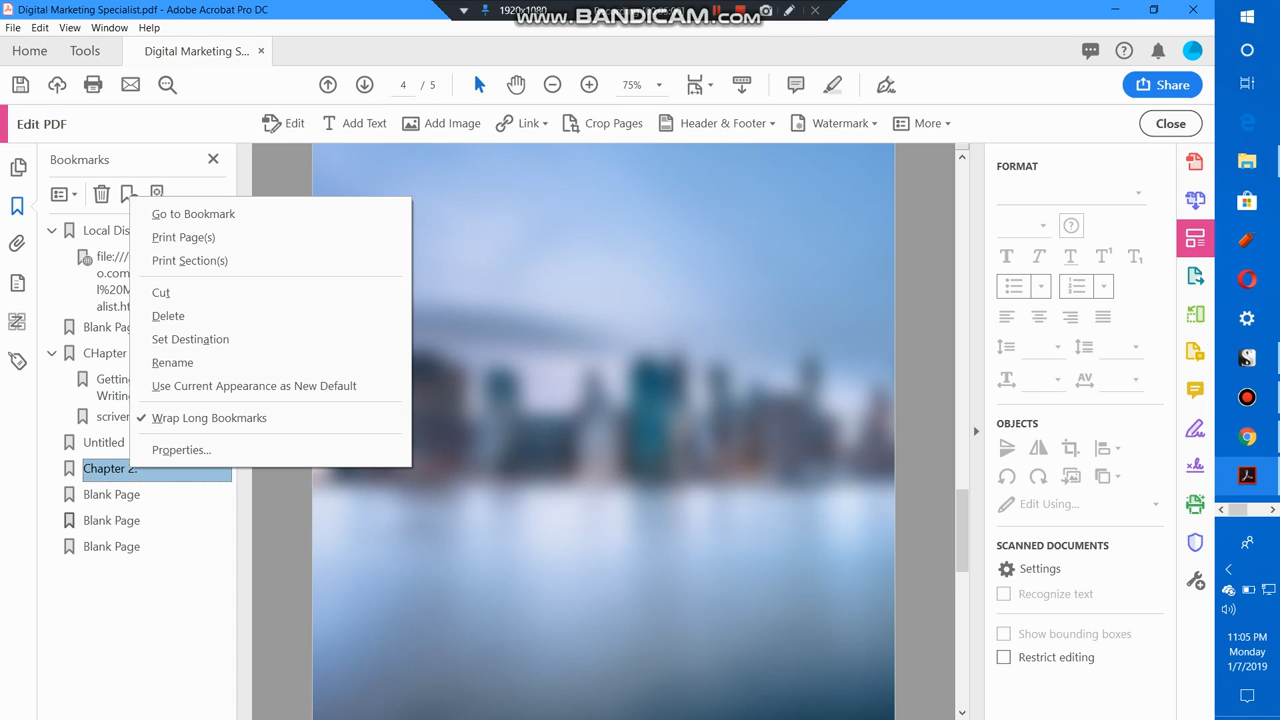 Digital Marketing Specialist.pdf - Adobe Acrobat Pro DC
1920x1080
www.BANDICAM.com
File Edit View Window Help
Home Tools Digital Marketing S... ×
4 / 5
75%
Share
Edit PDF
Edit
Add Text
Add Image
Link
Crop Pages
Header & Footer
Watermark
More
Close
Bookmarks
Local Dis
file:///
o.com
l%20M
alist.ht
Blank Pag
CHapter
Getting
Writing
scriven
Untitled
Chapter 2.
Blank Page
Blank Page
Blank Page
Go to Bookmark
Print Page(s)
Print Section(s)
Cut
Delete
Set Destination
Rename
Use Current Appearance as New Default
Wrap Long Bookmarks
Properties...
FORMAT
OBJECTS
Edit Using...
SCANNED DOCUMENTS
Settings
Recognize text
Show bounding boxes
Restrict editing
11:05 PM
Monday
1/7/2019